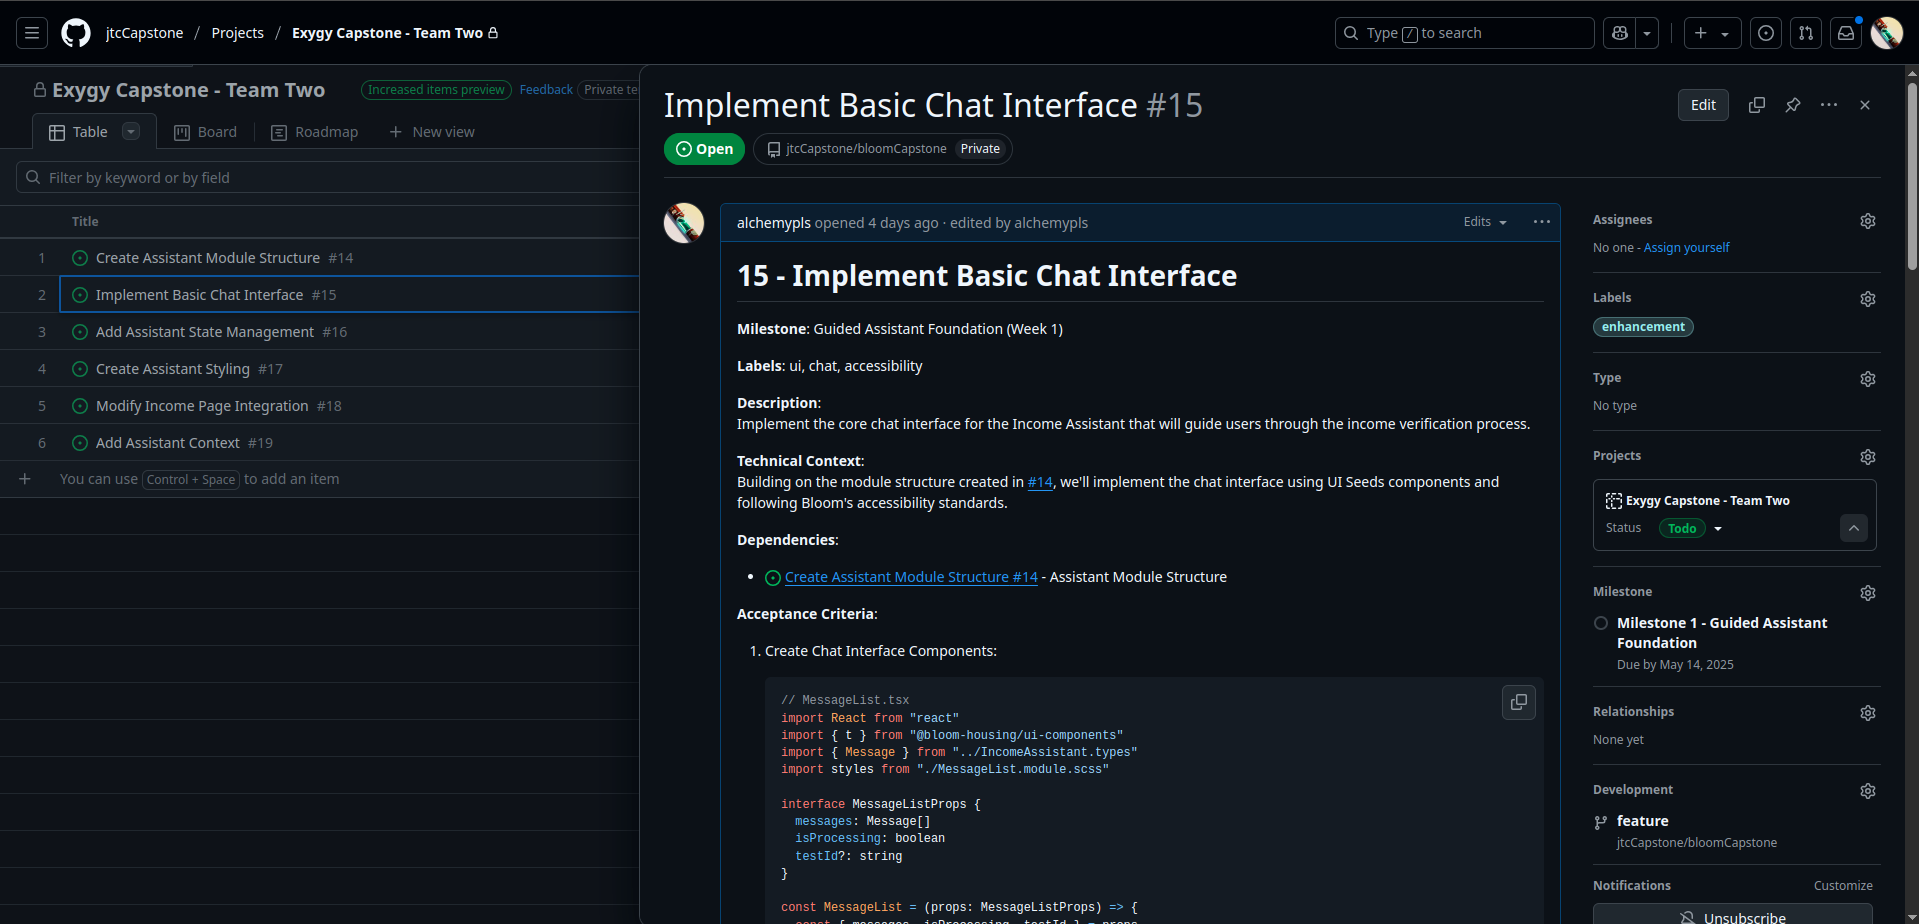 jtcCapstone / Projects / Exygy Capstone - Team Two
Type / to search
Exygy Capstone - Team Two
Increased items preview
Feedback
Private te
Table
Board
Roadmap
New view
Filter by keyword or by field
Title
1 Create Assistant Module Structure #14
2 Implement Basic Chat Interface #15
3 Add Assistant State Management #16
4 Create Assistant Styling #17
5 Modify Income Page Integration #18
6 Add Assistant Context #19
You can use Control + Space to add an item
Implement Basic Chat Interface #15
Edit
Open
jtcCapstone/bloomCapstone Private
alchemypls opened 4 days ago · edited by alchemypls
Edits
15 - Implement Basic Chat Interface
Milestone: Guided Assistant Foundation (Week 1)
Labels: ui, chat, accessibility
Description:
Implement the core chat interface for the Income Assistant that will guide users through the income verification process.
Technical Context:
Building on the module structure created in #14, we'll implement the chat interface using UI Seeds components and
following Bloom's accessibility standards.
Dependencies:
• Create Assistant Module Structure #14 - Assistant Module Structure
Acceptance Criteria:
1. Create Chat Interface Components:
// MessageList.tsx
import React from "react"
import { t } from "@bloom-housing/ui-components"
import { Message } from "../IncomeAssistant.types"
import styles from "./MessageList.module.scss"
interface MessageListProps {
messages: Message[]
isProcessing: boolean
testId?: string
}
const MessageList = (props: MessageListProps) => {
const { messages, isProcessing, testId } = props
Assignees
No one - Assign yourself
Labels
enhancement
Type
No type
Projects
Exygy Capstone - Team Two
Status Todo
Milestone
Milestone 1 - Guided Assistant
Foundation
Due by May 14, 2025
Relationships
None yet
Development
feature
jtcCapstone/bloomCapstone
Notifications
Customize
Unsubscribe